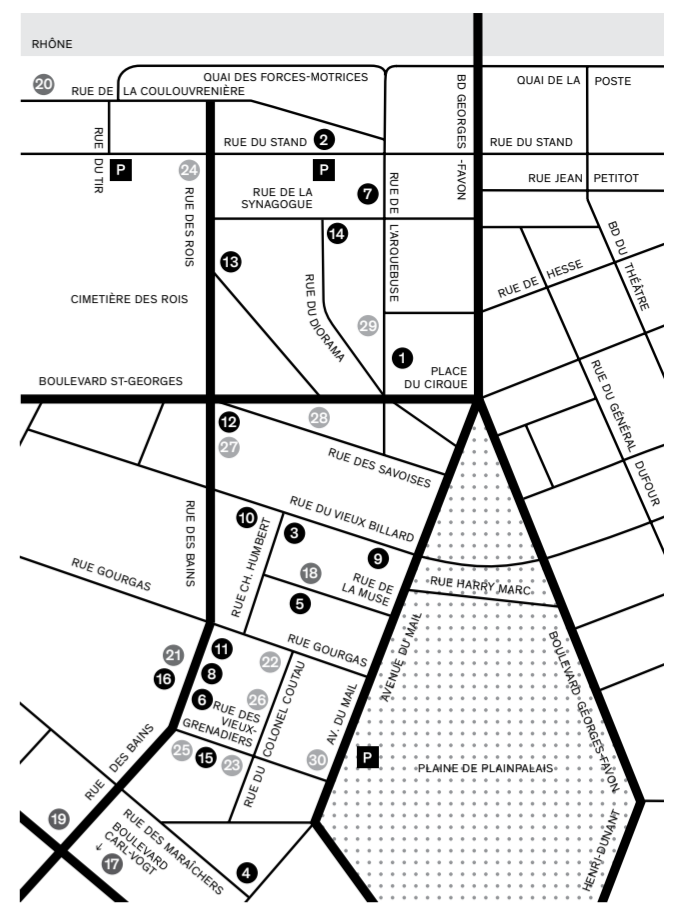 RHÔNE
20
RUE DE
LA COULOUVRENIÈRE
QUAI DES FORCES-MOTRICES
BD GEORGES
-FAVON
QUAI DE LA
POSTE
RUE
DU TIR
RUE DU STAND
2
RUE DU STAND
P
24
P
RUE DE LA
SYNAGOGUE
7
RUE DE
L'ARQUEBUSE
RUE JEAN
PETITOT
RUE DES ROIS
14
13
BD DU
THÉÂTRE
RUE DE
HESSE
CIMETIÈRE DES ROIS
RUE DU DIORAMA
29
1
PLACE
DU CIRQUE
BOULEVARD ST-GEORGES
RUE DU GÉNÉRAL
DUFOUR
12
28
27
RUE DES SAVOISES
RUE DES BAINS
10
RUE CH. HUMBERT
3
RUE DU VIEUX BILLARD
9
18
RUE DE
LA MUSE
RUE HARRY MARC
RUE GOURGAS
5
RUE GOURGAS
AVENUE DU MAIL
BOULEVARD GEORGES-FAVON
21
16
11
8
6
22
26
RUE DES
VIEUX-
GRENADIERS
RUE DU
COLONEL COUTAU
AV. DU MAIL
RUE
DES BAINS
25
15
23
30
P
PLAINE DE PLAINPALAIS
19
RUE DES MARAÎCHERS
BOULEVARD
CARL-VOGT
↓
17
4
HENRI-DUNANT